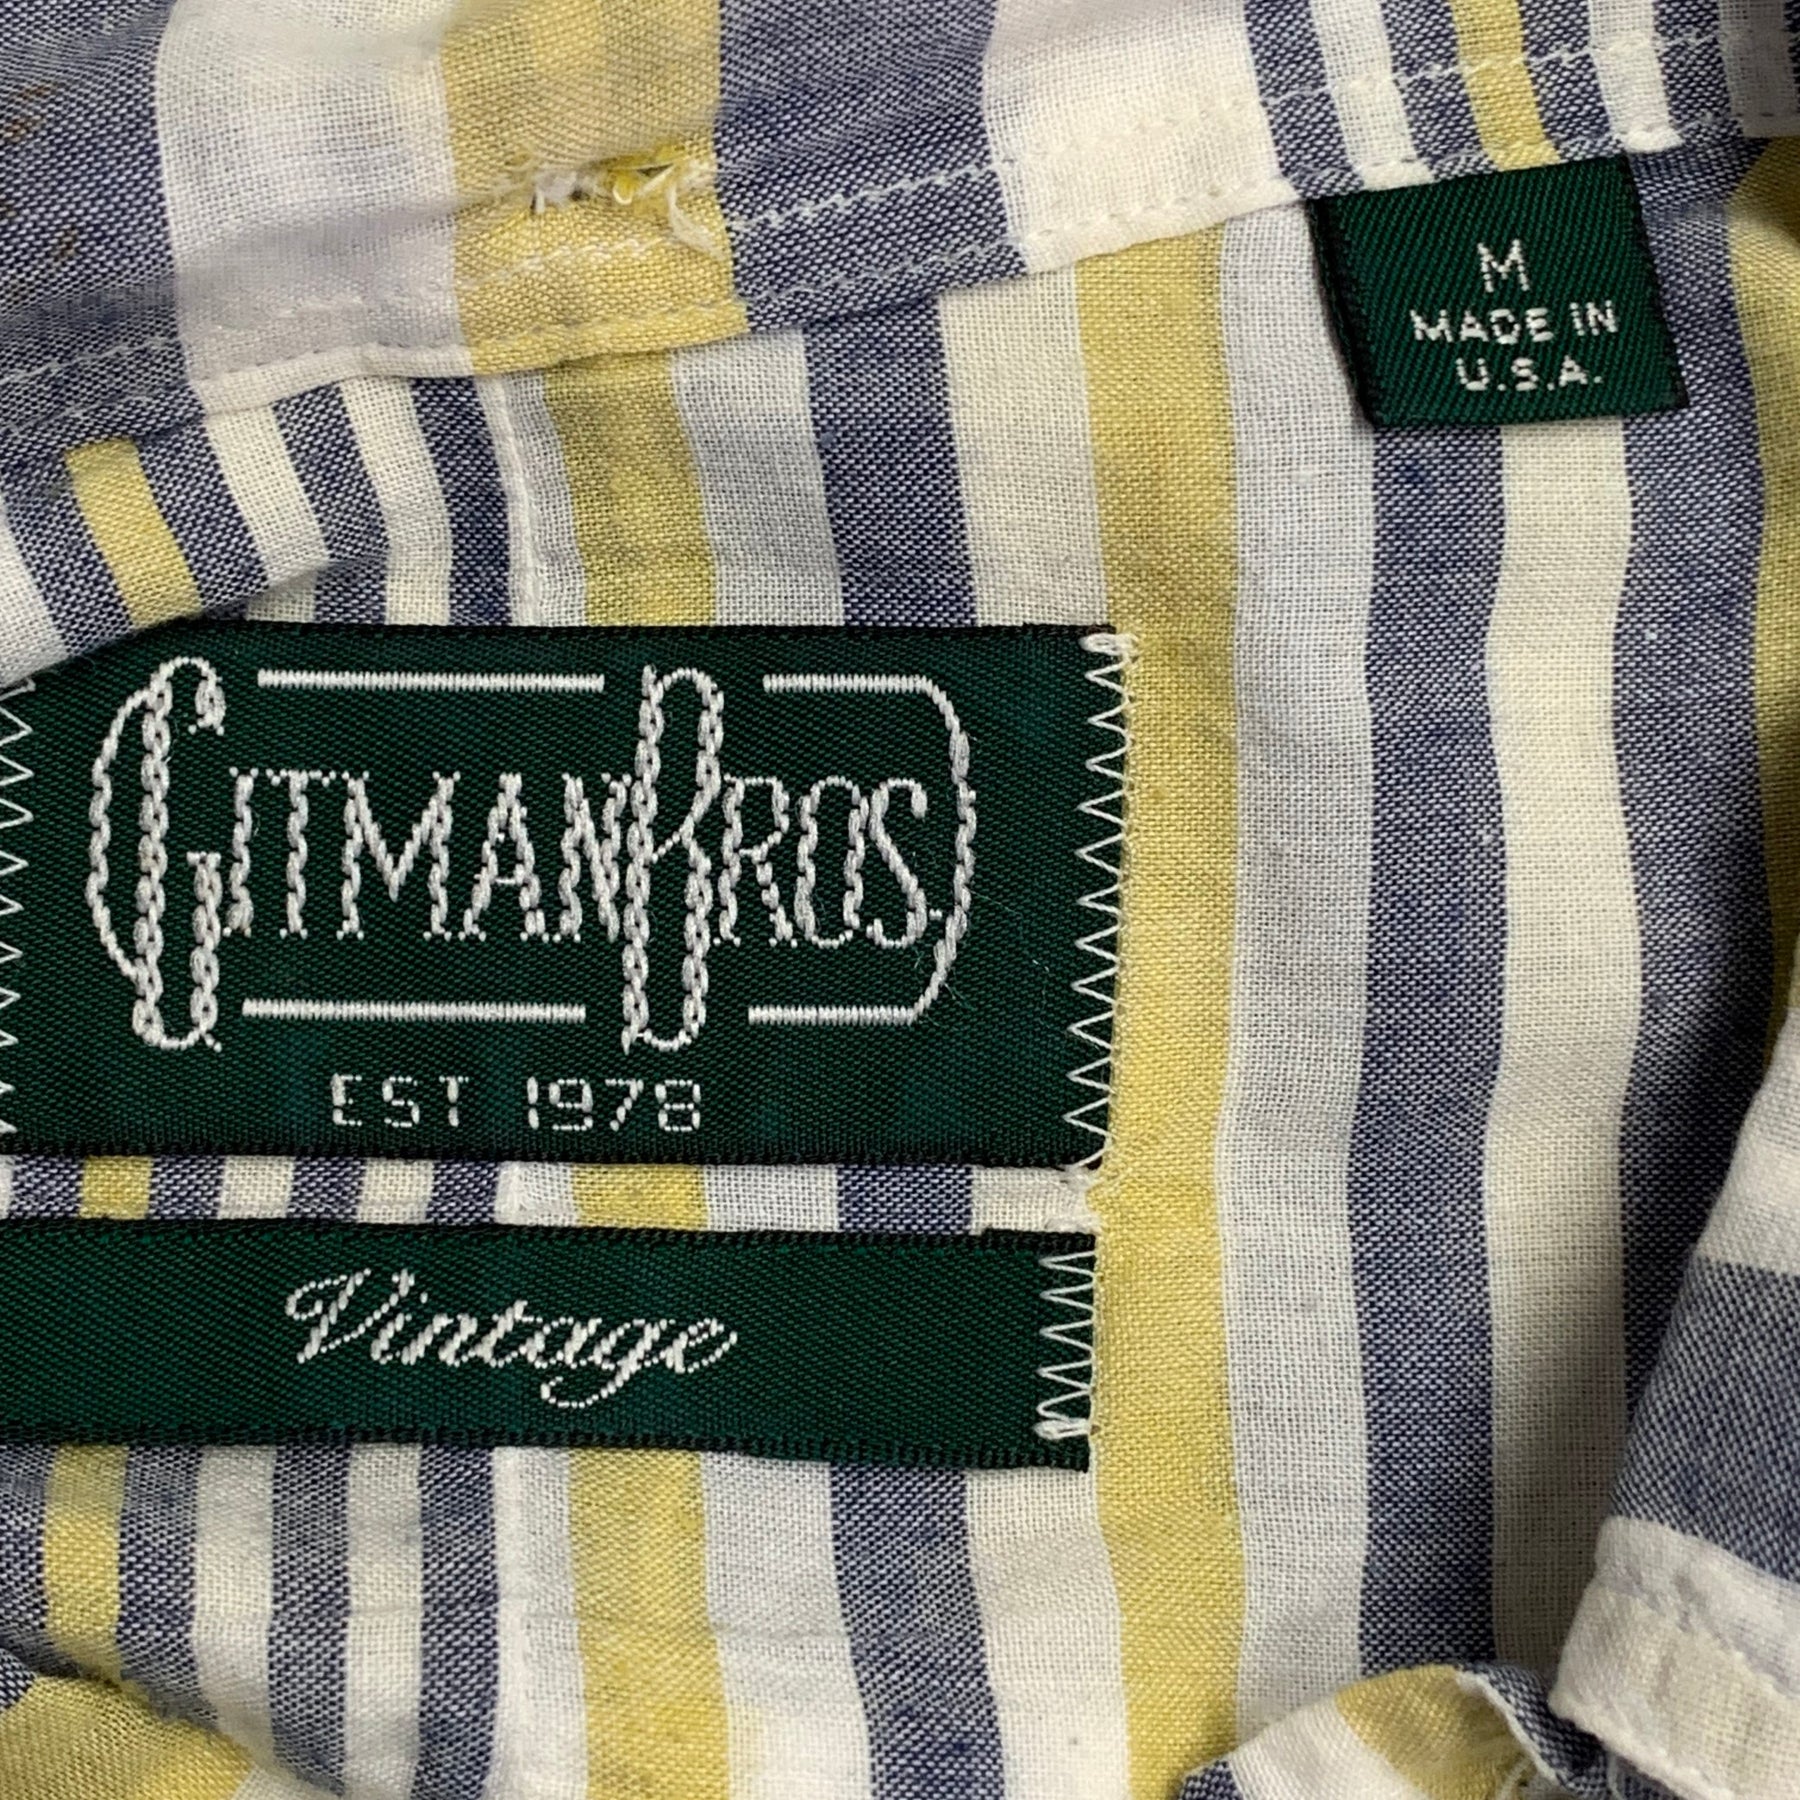 M
MADE IN
U.S.A.
GITMAN BROS.
EST 1978
Vintage